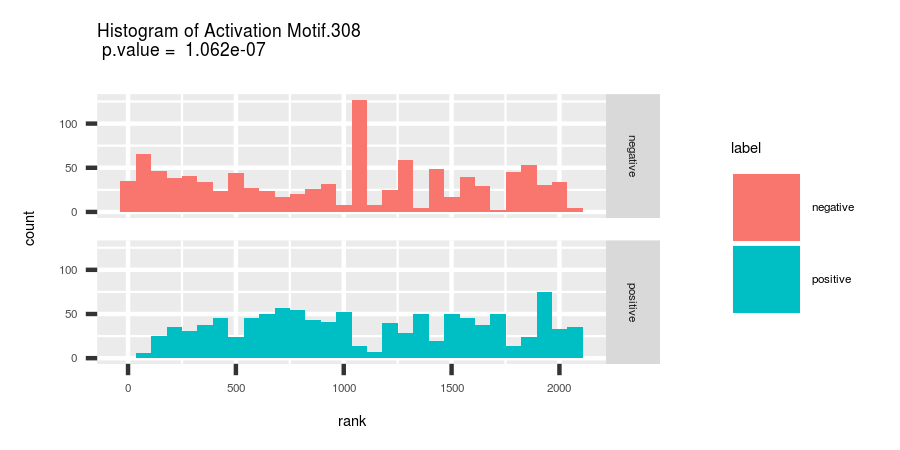 Histogram of Activation Motif.308
p.value = 1.062e-07
100
50
0
negative
100
50
0
positive
0 500 1000 1500 2000
rank
count
label
negative
positive